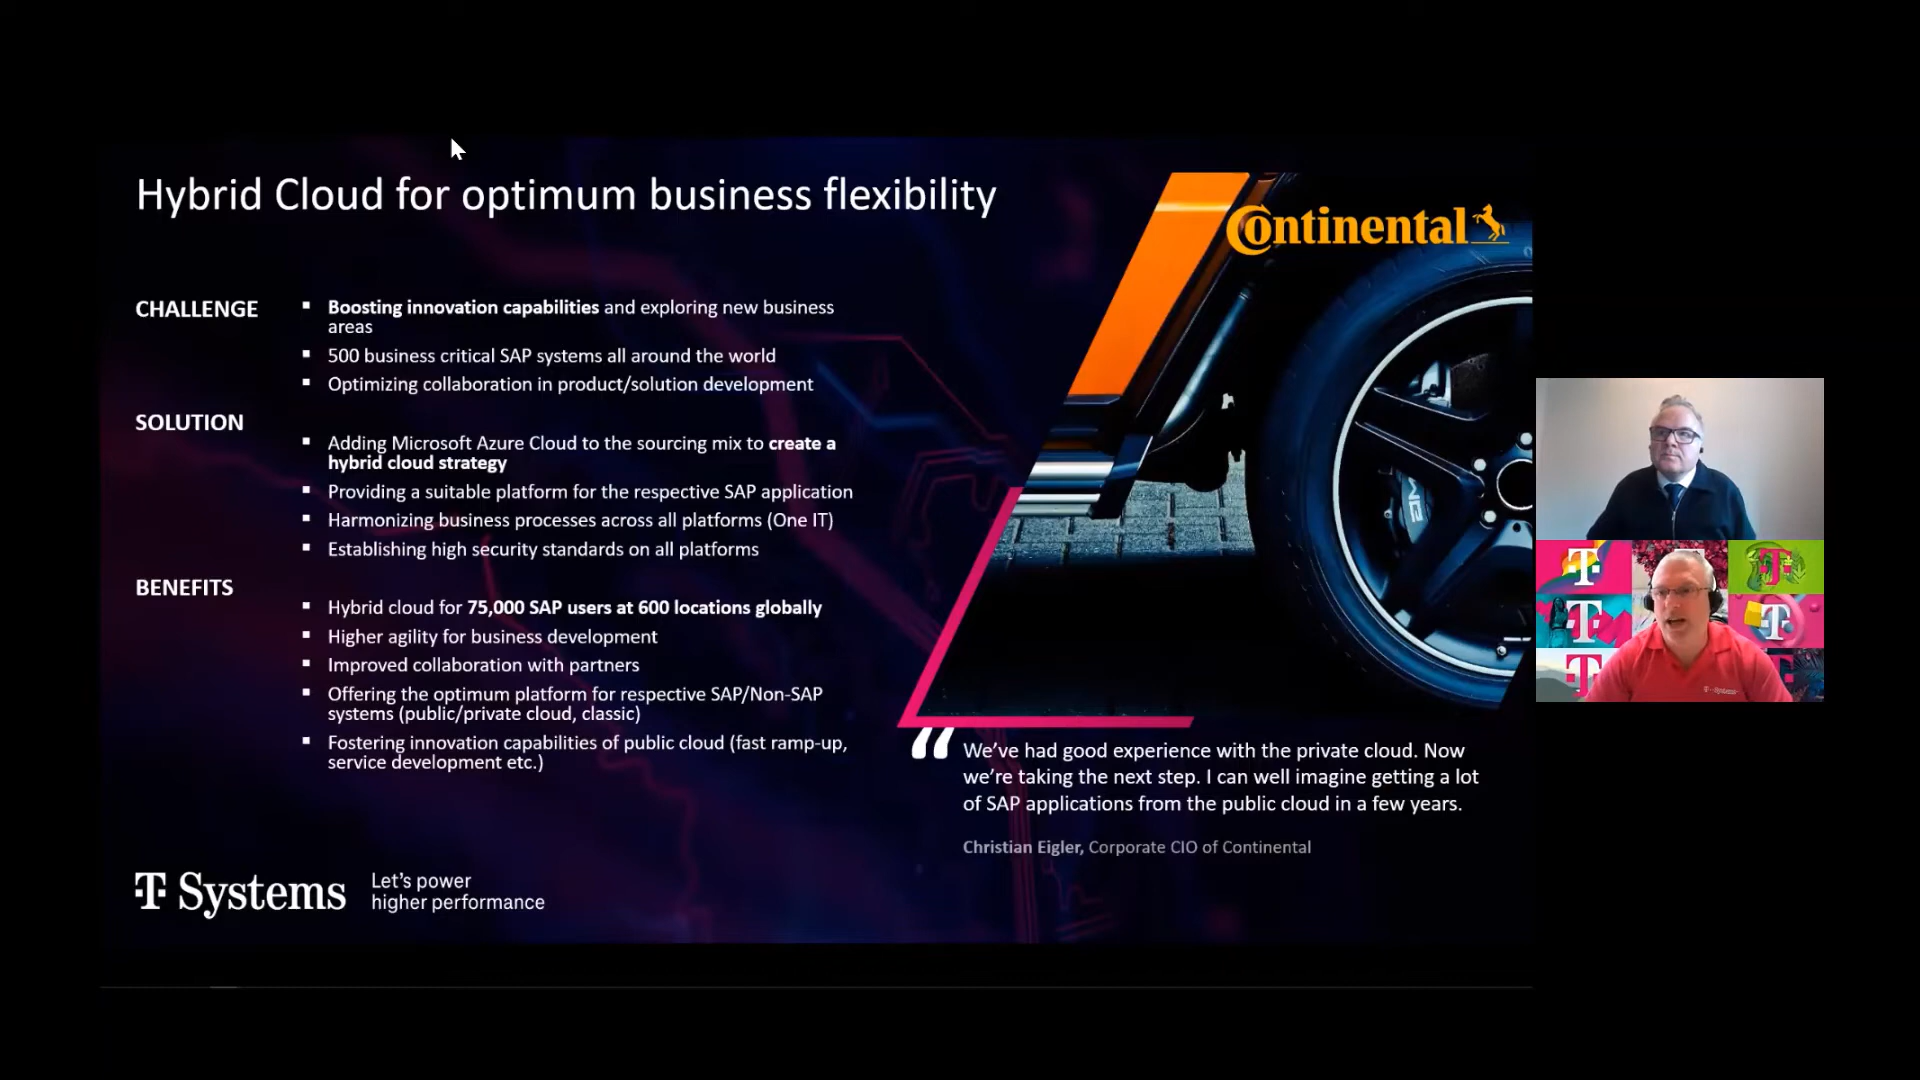 Hybrid Cloud for optimum business flexibility
Continental
CHALLENGE
▪ Boosting innovation capabilities and exploring new business
areas
▪ 500 business critical SAP systems all around the world
▪ Optimizing collaboration in product/solution development
SOLUTION
▪ Adding Microsoft Azure Cloud to the sourcing mix to create a
hybrid cloud strategy
▪ Providing a suitable platform for the respective SAP application
▪ Harmonizing business processes across all platforms (One IT)
▪ Establishing high security standards on all platforms
BENEFITS
▪ Hybrid cloud for 75,000 SAP users at 600 locations globally
▪ Higher agility for business development
▪ Improved collaboration with partners
▪ Offering the optimum platform for respective SAP/Non-SAP
systems (public/private cloud, classic)
▪ Fostering innovation capabilities of public cloud (fast ramp-up,
service development etc.)
“ We’ve had good experience with the private cloud. Now
we’re taking the next step. I can well imagine getting a lot
of SAP applications from the public cloud in a few years.
Christian Eigler, Corporate CIO of Continental
T Systems
Let’s power
higher performance